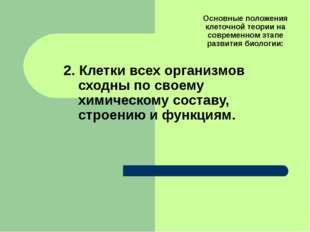 Основные положения
клеточной теории на
современном этапе
развития биологии:
2. Клетки всех организмов
сходны по своему
химическому составу,
строению и функциям.